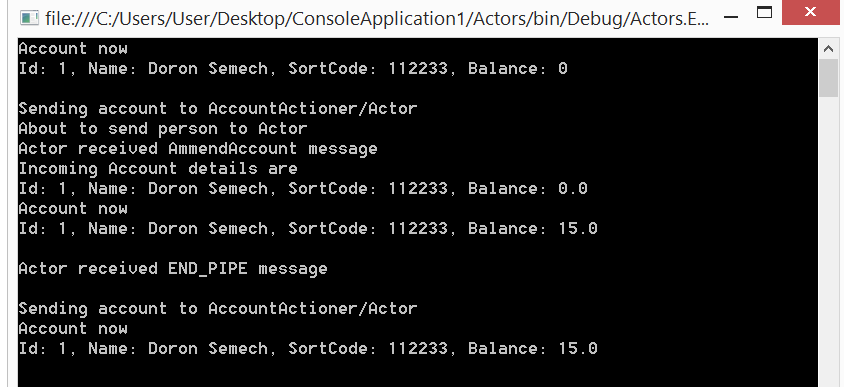 file:///C:/Users/User/Desktop/ConsoleApplication1/Actors/bin/Debug/Actors.E...
Account now
Id: 1, Name: Doron Semech, SortCode: 112233, Balance: 0
Sending account to AccountActioner/Actor
About to send person to Actor
Actor received AmmendAccount message
Incoming Account details are
Id: 1, Name: Doron Semech, SortCode: 112233, Balance: 0.0
Account now
Id: 1, Name: Doron Semech, SortCode: 112233, Balance: 15.0
Actor received END_PIPE message
Sending account to AccountActioner/Actor
Account now
Id: 1, Name: Doron Semech, SortCode: 112233, Balance: 15.0